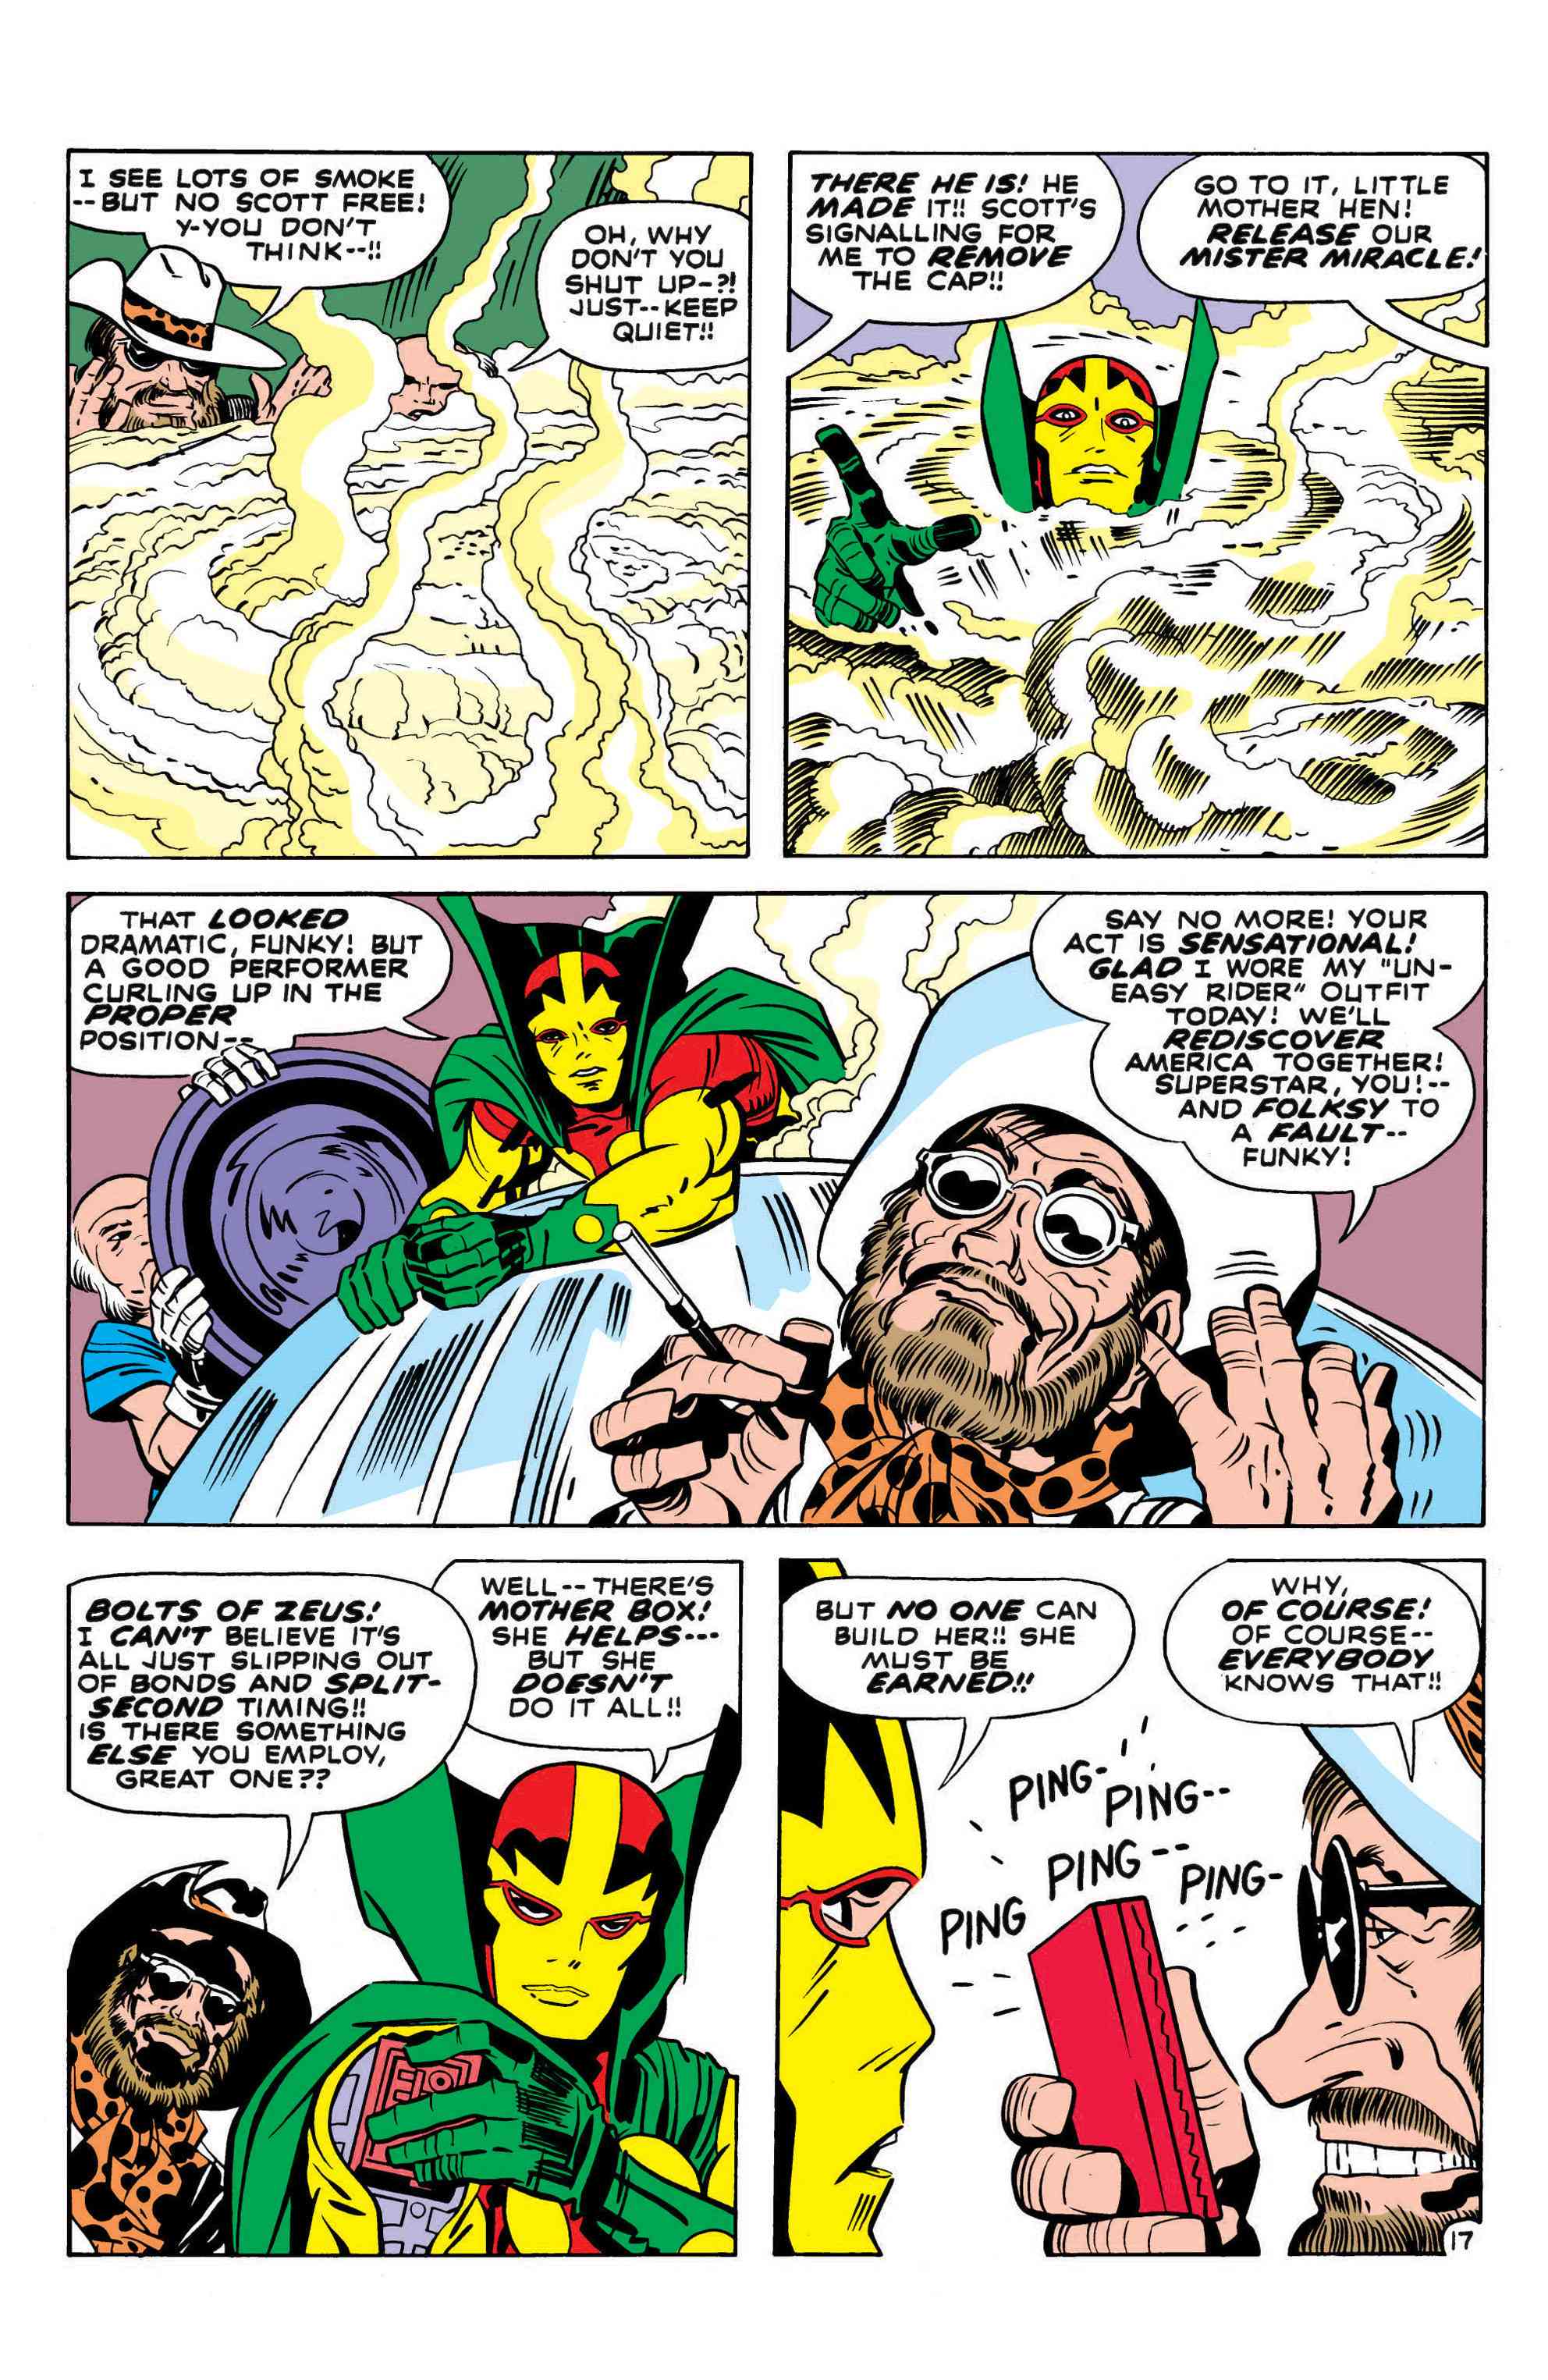 I SEE LOTS OF SMOKE
--BUT NO SCOTT FREE!
Y-YOU DON'T
THINK--!!
OH, WHY
DON'T YOU
SHUT UP-?!
JUST--KEEP
QUIET!!
THERE HE IS! HE
MADE IT!! SCOTT'S
SIGNALLING FOR
ME TO REMOVE
THE CAP!!
GO TO IT, LITTLE
MOTHER HEN!
RELEASE OUR
MISTER MIRACLE!
THAT LOOKED
DRAMATIC, FUNKY! BUT
A GOOD PERFORMER
CURLING UP IN THE
PROPER
POSITION--
SAY NO MORE! YOUR
ACT IS SENSATIONAL!
GLAD I WORE MY "UN-
EASY RIDER" OUTFIT
TODAY! WE'LL
REDISCOVER
AMERICA TOGETHER!
SUPERSTAR, YOU!--
AND FOLKSY TO
A FAULT--
FUNKY!
BOLTS OF ZEUS!
I CAN'T BELIEVE IT'S
ALL JUST SLIPPING OUT
OF BONDS AND SPLIT-
SECOND TIMING!!
IS THERE SOMETHING
ELSE YOU EMPLOY,
GREAT ONE??
WELL--THERE'S
MOTHER BOX!
SHE HELPS---
BUT SHE
DOESN'T
DO IT ALL!!
BUT NO ONE CAN
BUILD HER!! SHE
MUST BE
EARNED!!
WHY,
OF COURSE!
OF COURSE--
EVERYBODY
KNOWS THAT!!
PING-
PING--
PING--
PING-
PING
17